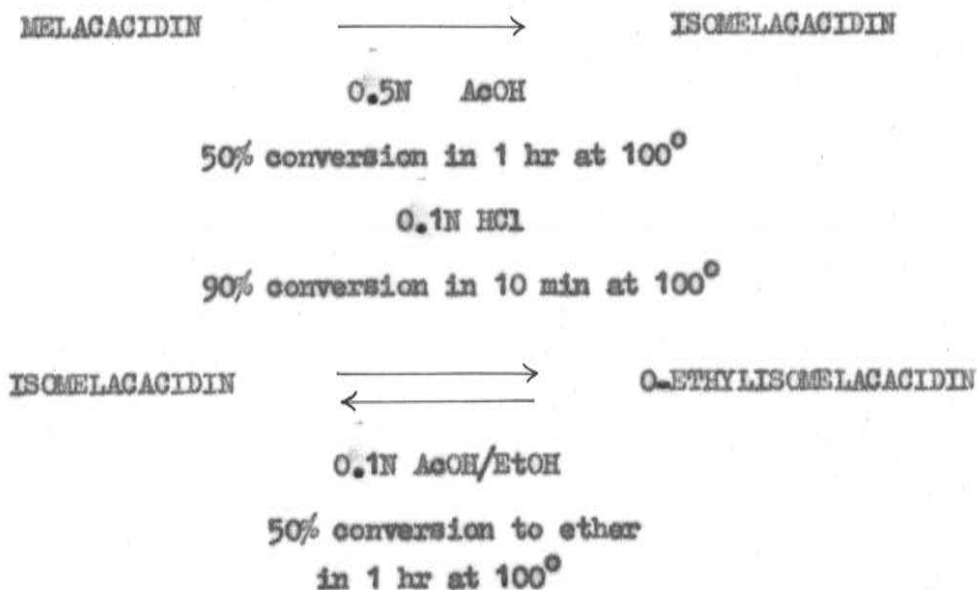 MELACACIDIN ⟶ ISOMELACACIDIN
0.5N AcOH
50% conversion in 1 hr at 100°
0.1N HCl
90% conversion in 10 min at 100°
ISOMELACACIDIN ⇄ O-ETHYLISOMELACACIDIN
0.1N AcOH/EtOH
50% conversion to ether
in 1 hr at 100°